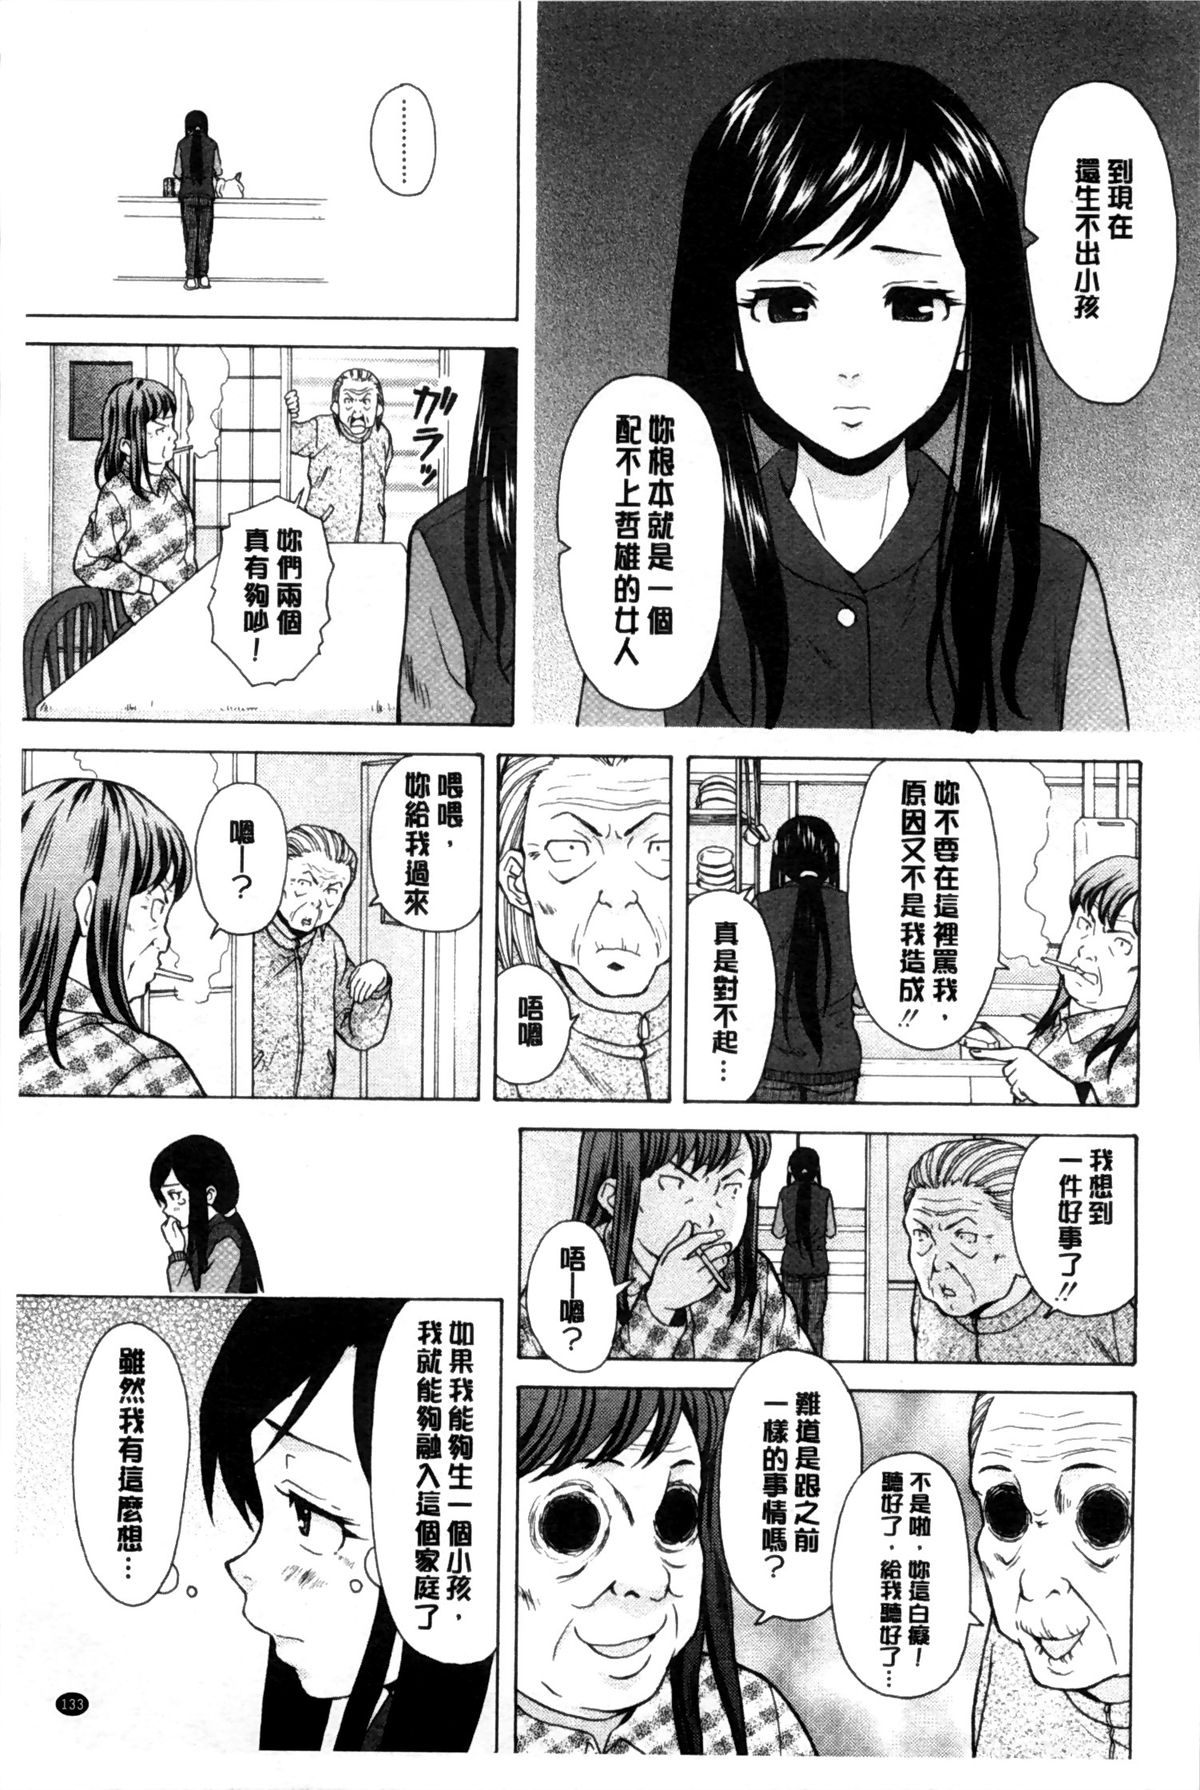 到現在
還生不出小孩
妳根本就是一個
配不上哲雄的女人
………
ガラッ
妳們兩個
真有夠吵！
妳不要在這裡罵我，
原因又不是我造成!!
真是對不起…
唔嗯
喂喂，
妳給我過來
嗯—？
我想到
一件好事了!!
唔—嗯？
難道是跟之前
一樣的事情嗎？
不是啦，妳這白癡！
聽好了，給我聽好了…
如果我能夠生一個小孩，
我就能夠融入這個家庭了
雖然我有這麼想…
133